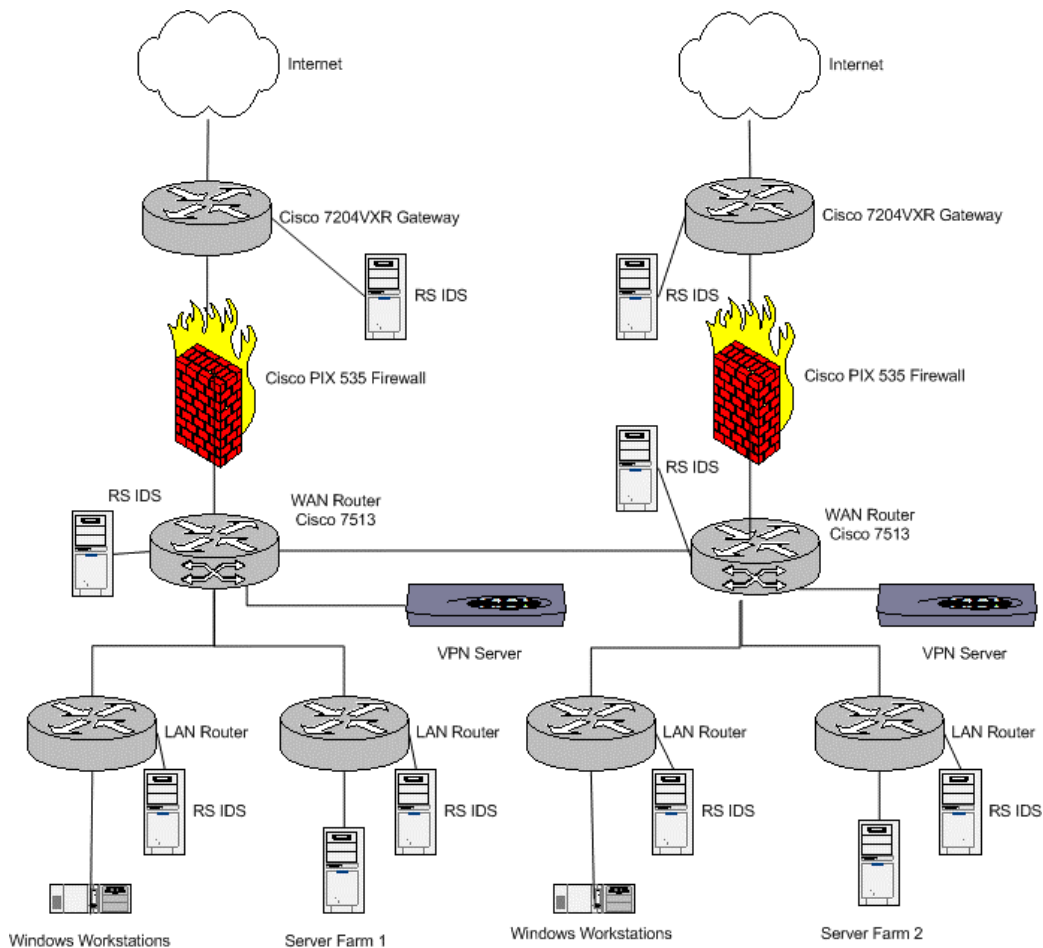 Internet
Internet
Cisco 7204VXR Gateway
Cisco 7204VXR Gateway
RS IDS
RS IDS
Cisco PIX 535 Firewall
Cisco PIX 535 Firewall
RS IDS
RS IDS
WAN Router
Cisco 7513
WAN Router
Cisco 7513
VPN Server
VPN Server
LAN Router
LAN Router
LAN Router
LAN Router
RS IDS
RS IDS
RS IDS
RS IDS
Windows Workstations
Server Farm 1
Windows Workstations
Server Farm 2